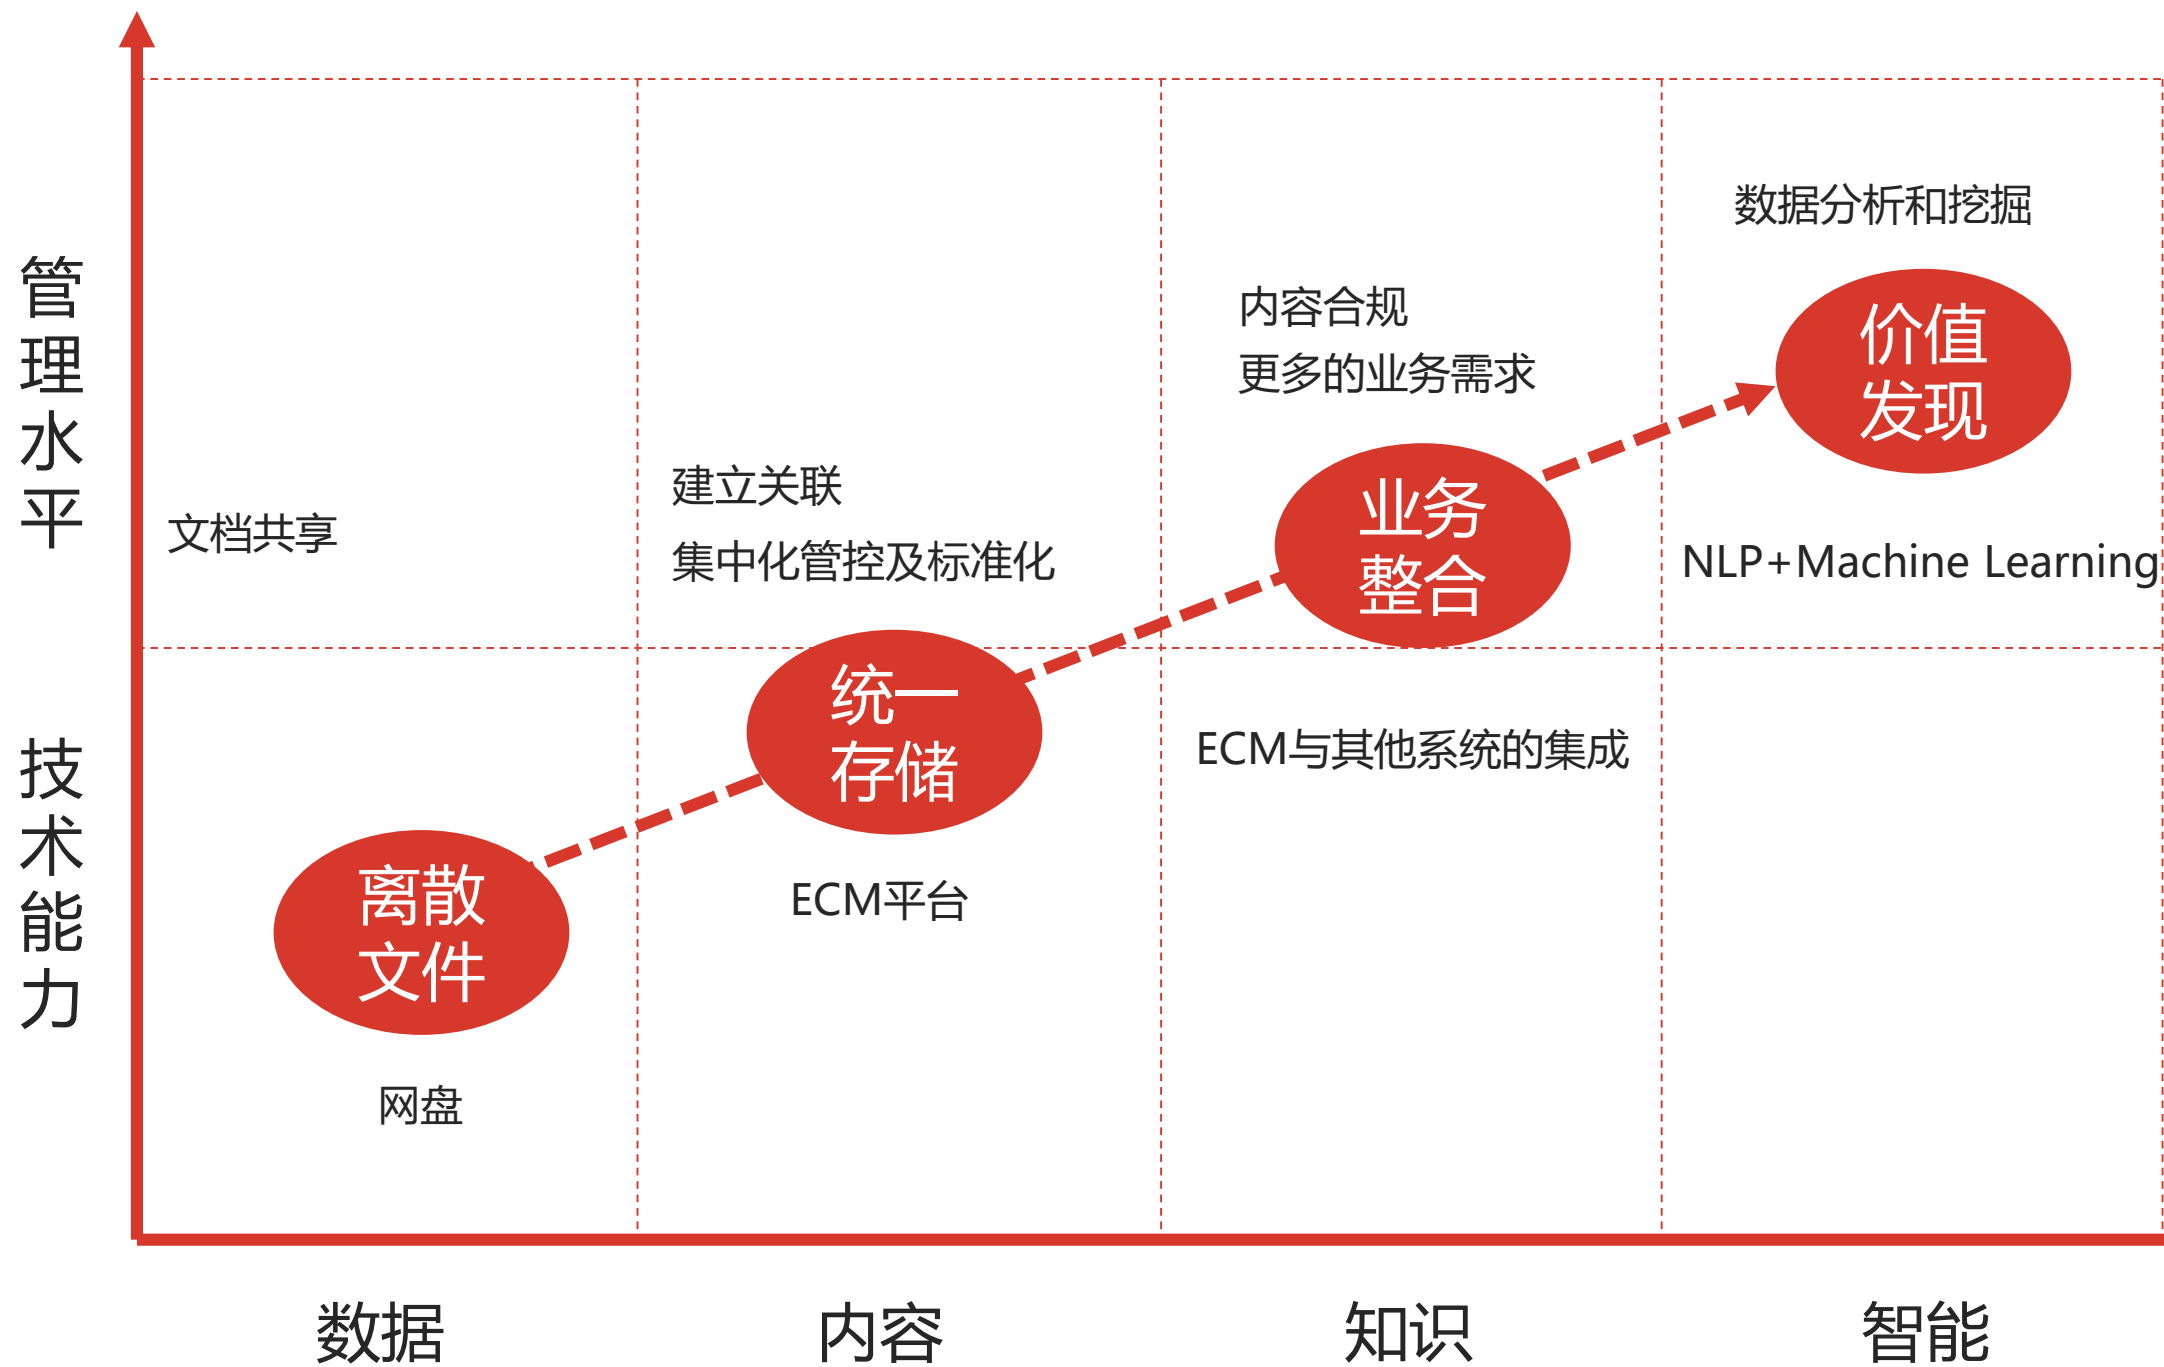 管理水平
技术能力
文档共享
离散
文件
网盘
建立关联
集中化管控及标准化
统一
存储
ECM平台
内容合规
更多的业务需求
业务
整合
ECM与其他系统的集成
数据分析和挖掘
价值
发现
NLP+Machine Learning
数据
内容
知识
智能